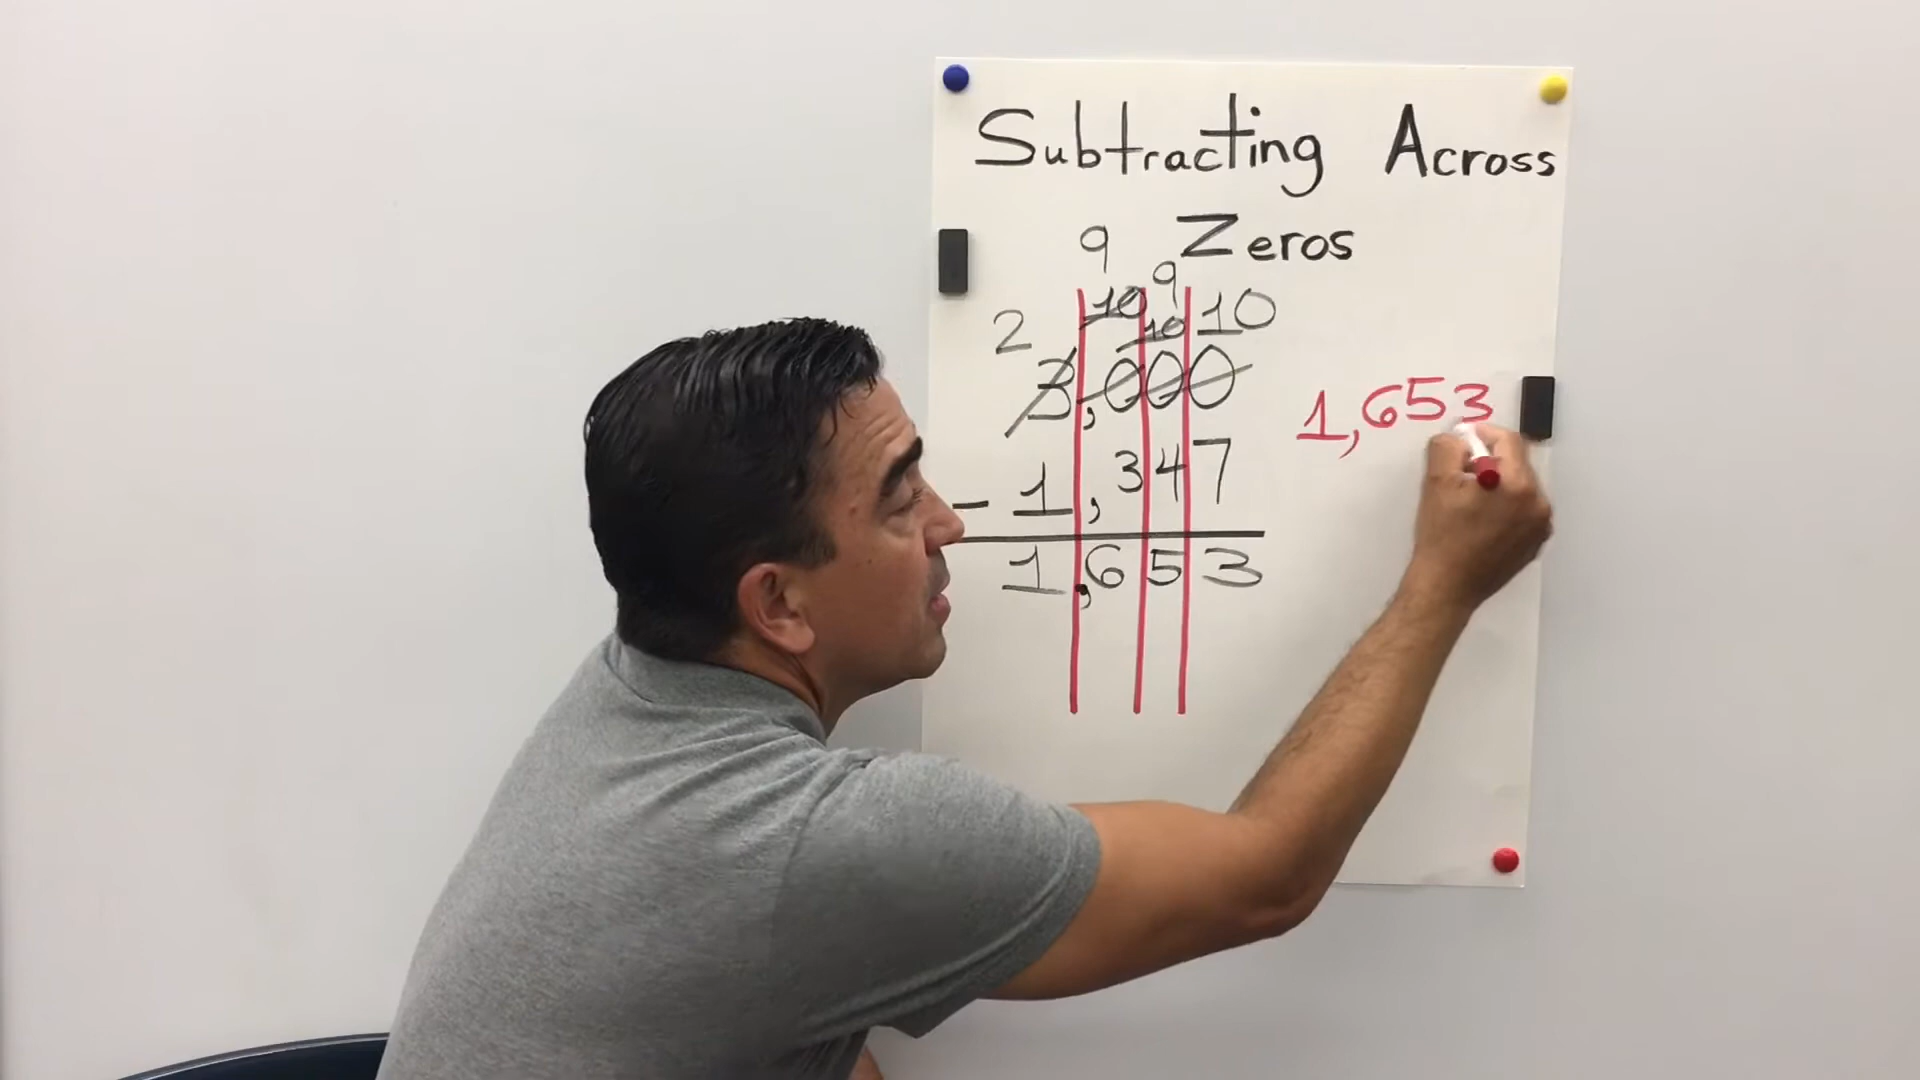 Subtracting Across
Zeros
9
9
2 10 10 10
3,000
1,653
- 1,347
1,653